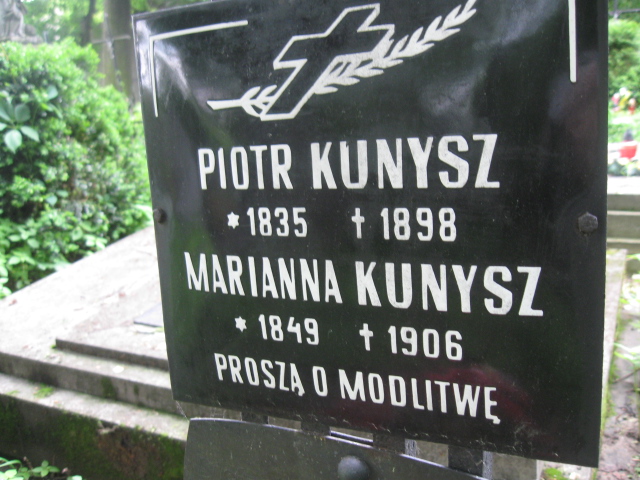 PIOTR KUNYSZ
* 1835 † 1898
MARIANNA KUNYSZ
* 1849 † 1906
PROSZĄ O MODLITWĘ